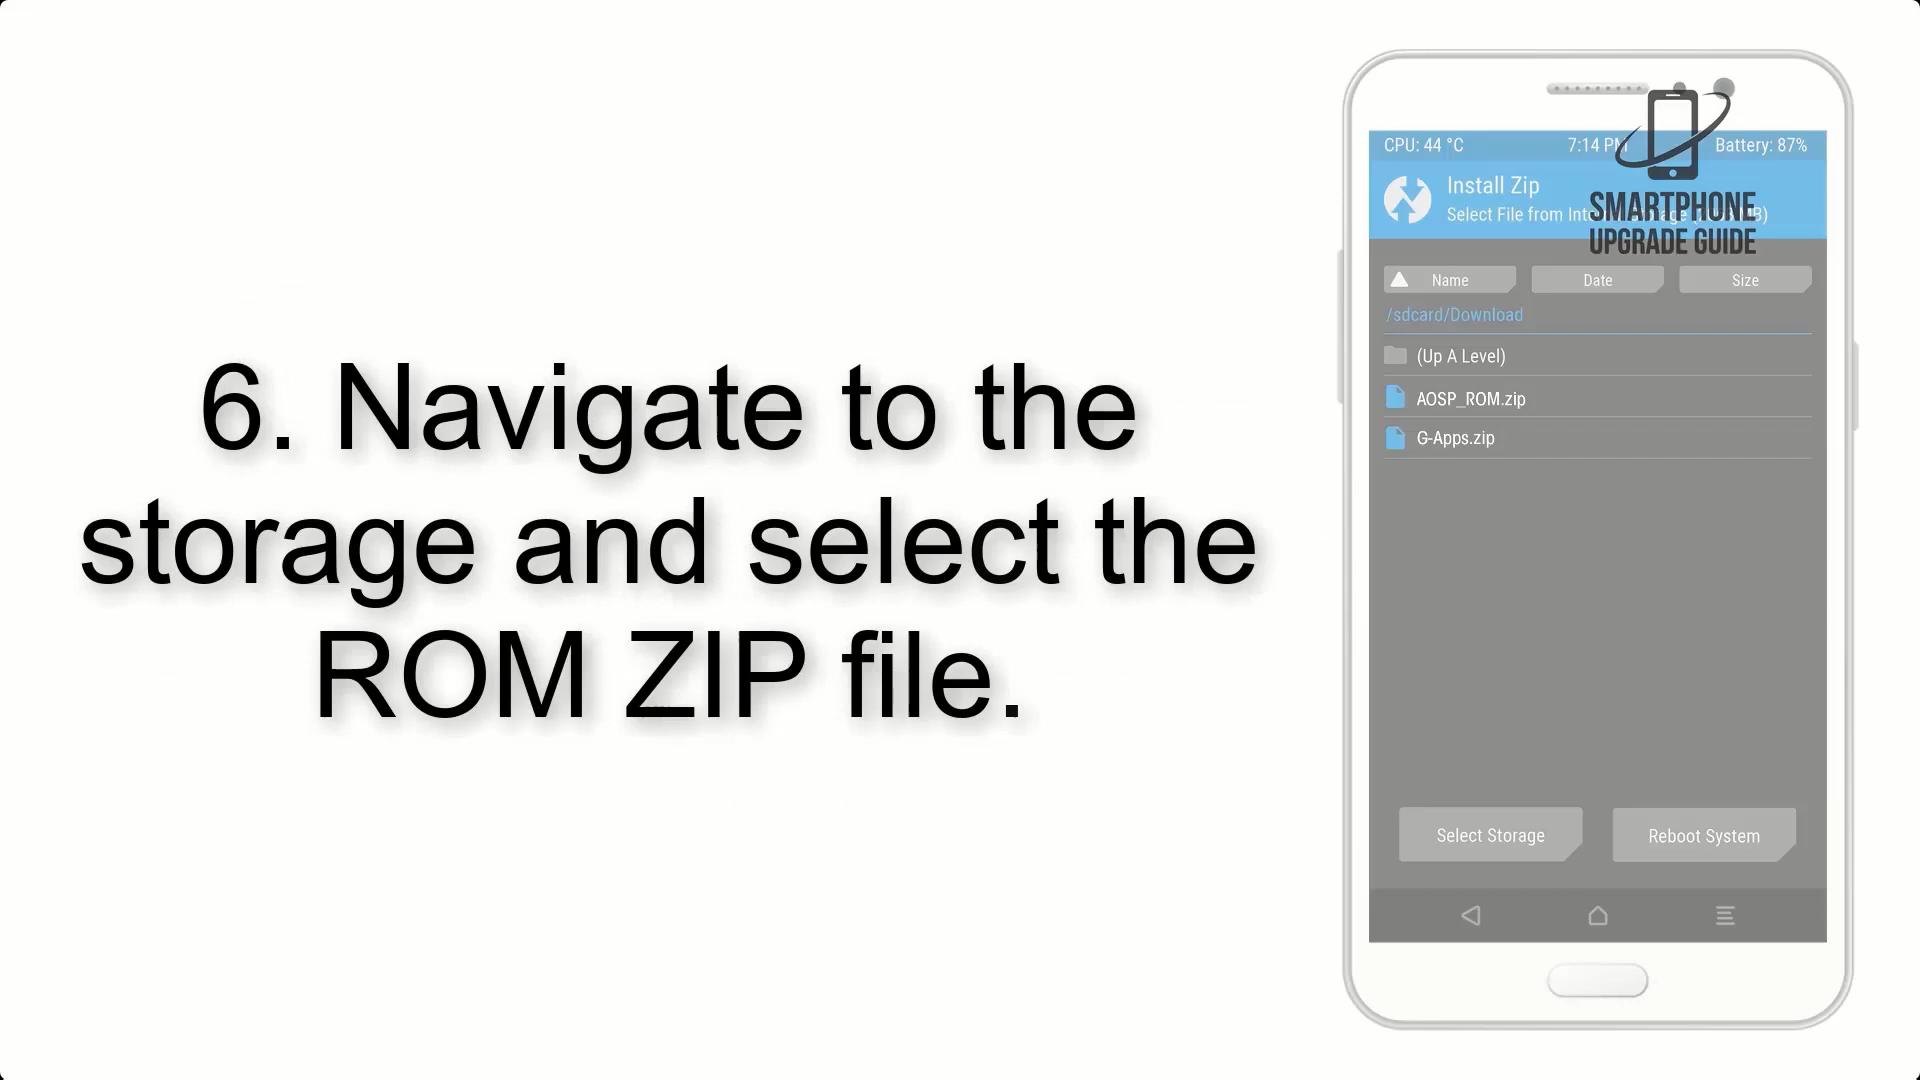 6. Navigate to the
storage and select the
ROM ZIP file.
CPU: 44 °C 7:14 PM Battery: 87%
Install Zip
Select File from
SMARTPHONE
UPGRADE GUIDE
Name Date Size
/sdcard/Download
(Up A Level)
AOSP_ROM.zip
G-Apps.zip
Select Storage Reboot System